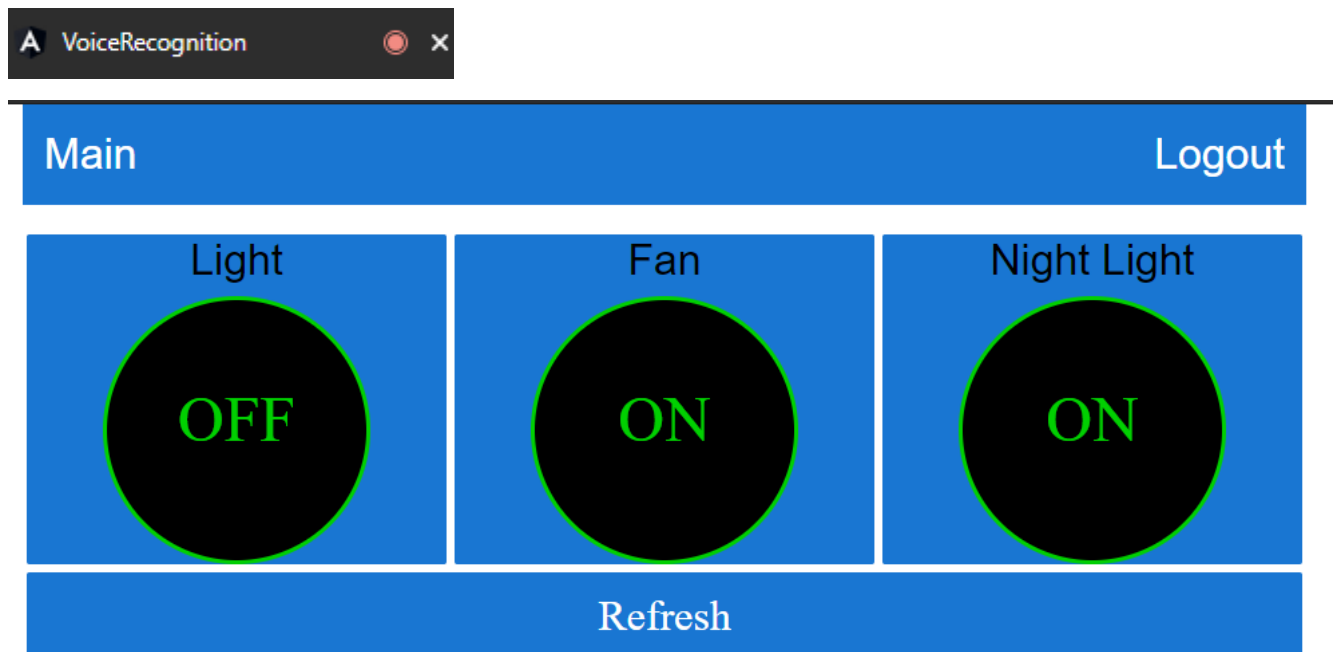 VoiceRecognition
Main Logout
Light Fan Night Light
OFF ON ON
Refresh